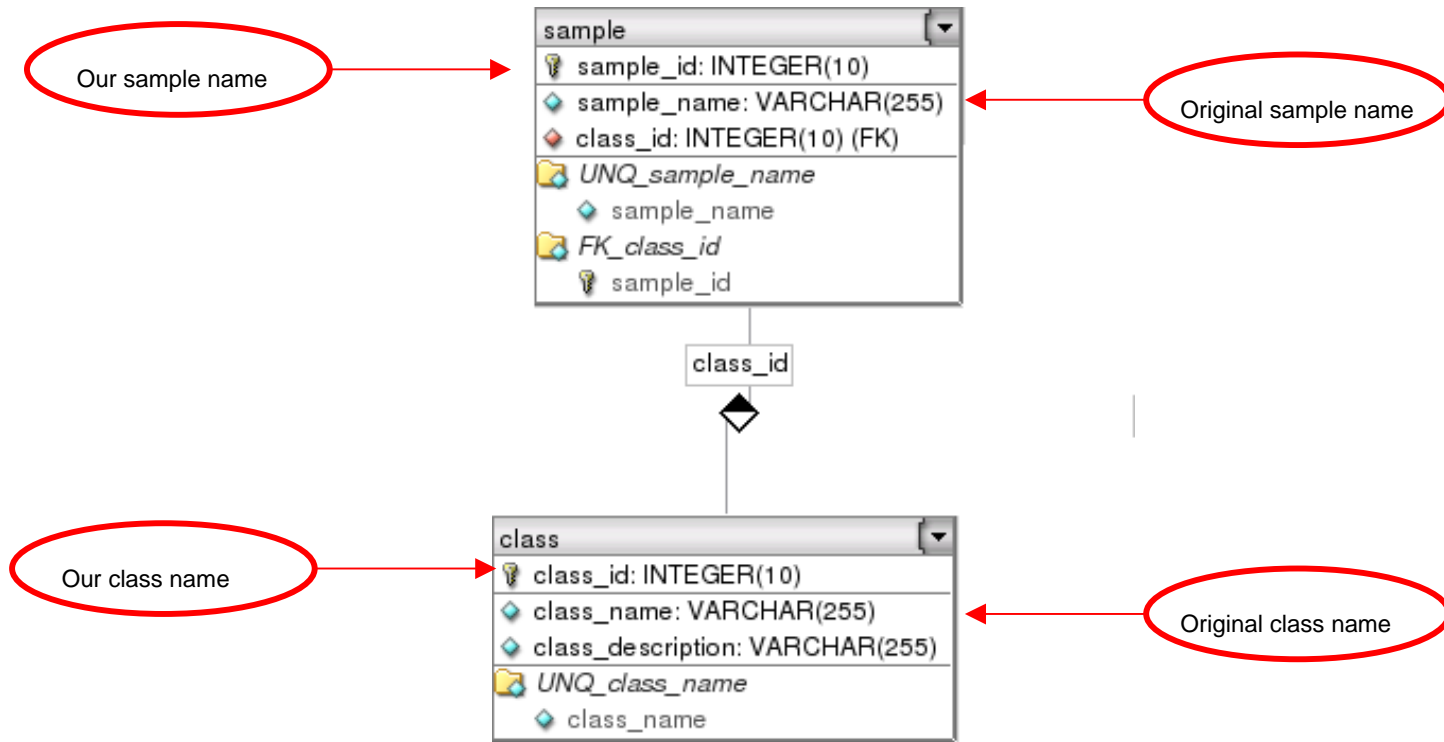 sample
sample_id: INTEGER(10)
sample_name: VARCHAR(255)
class_id: INTEGER(10) (FK)
UNQ_sample_name
sample_name
FK_class_id
sample_id
Our sample name
Original sample name
class_id
class
class_id: INTEGER(10)
class_name: VARCHAR(255)
class_description: VARCHAR(255)
UNQ_class_name
class_name
Our class name
Original class name